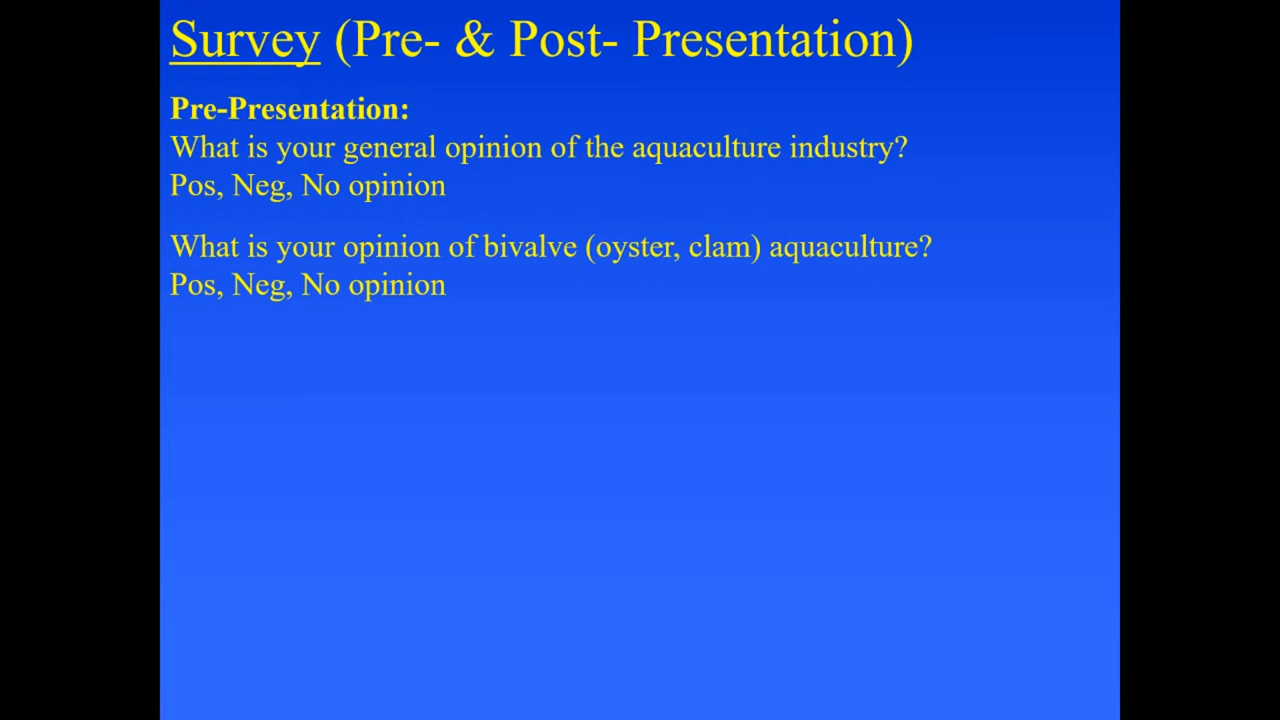 Survey (Pre- & Post- Presentation)
Pre-Presentation:
What is your general opinion of the aquaculture industry?
Pos, Neg, No opinion
What is your opinion of bivalve (oyster, clam) aquaculture?
Pos, Neg, No opinion